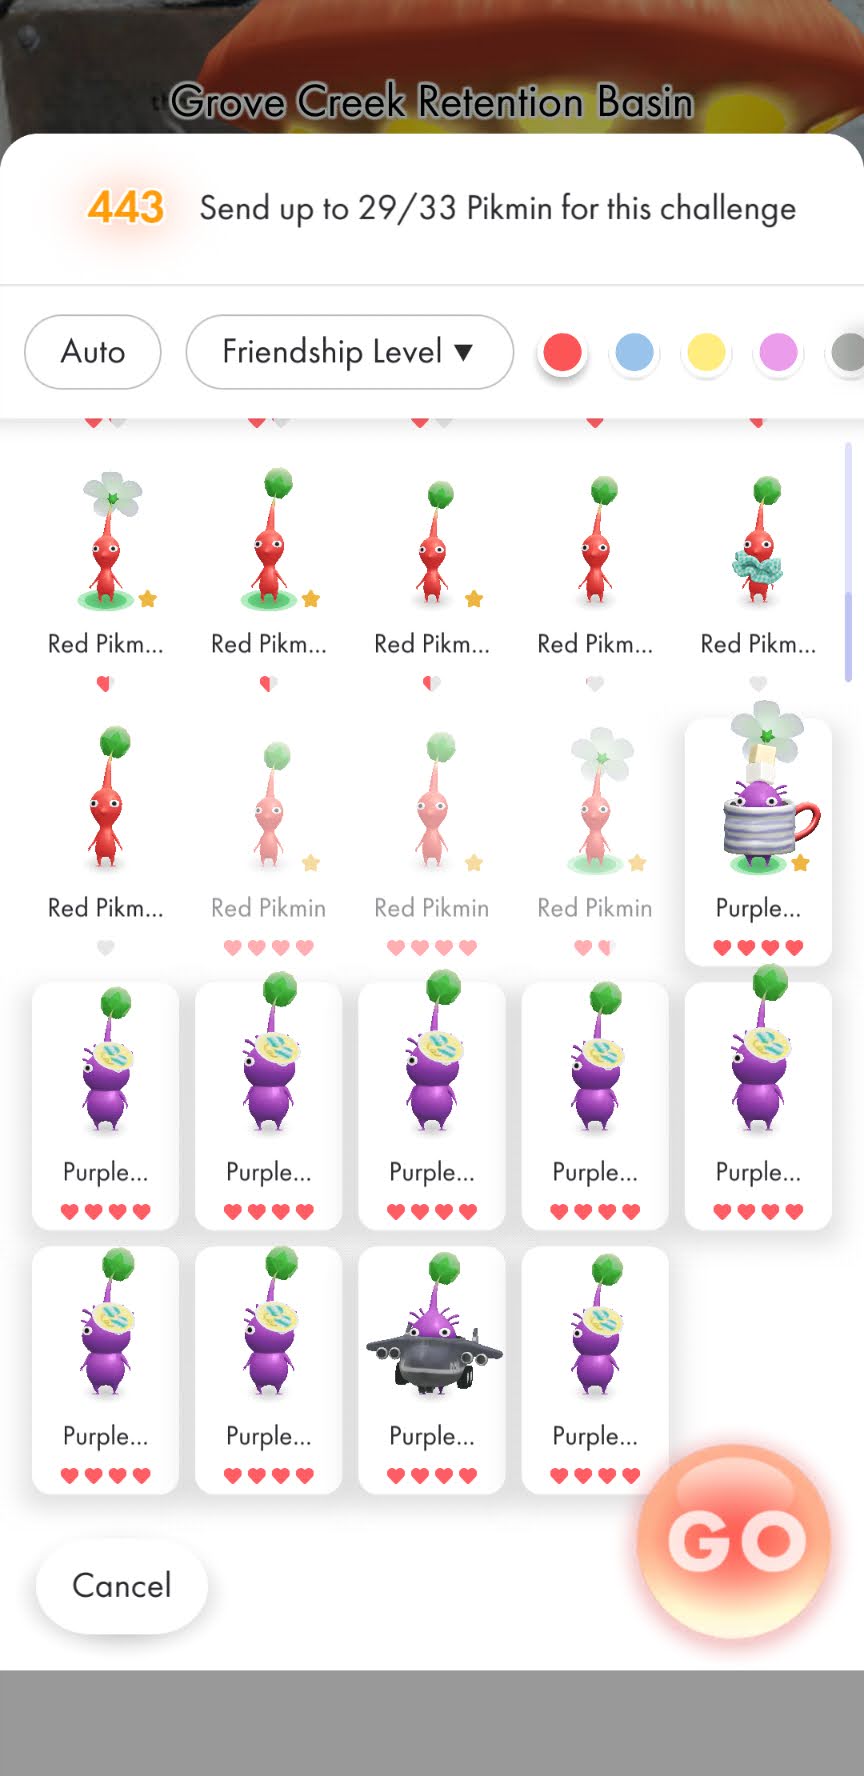 Grove Creek Retention Basin
443 Send up to 29/33 Pikmin for this challenge
Auto Friendship Level ▼
Red Pikm... Red Pikm... Red Pikm... Red Pikm... Red Pikm...
Red Pikm... Red Pikmin Red Pikmin Red Pikmin Purple...
Purple... Purple... Purple... Purple... Purple...
Purple... Purple... Purple... Purple...
GO
Cancel